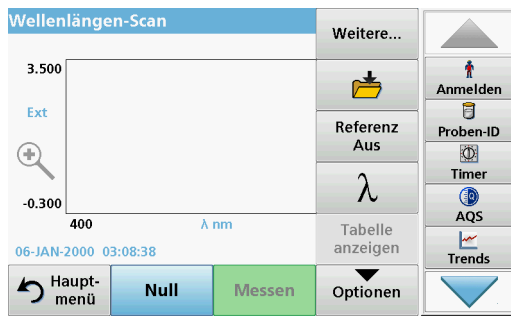 Wellenlängen-Scan
Weitere...
3.500
Ext
-0.300
400
λ nm
06-JAN-2000 03:08:38
Referenz
Aus
λ
Tabelle
anzeigen
Haupt-
menü
Null
Messen
Optionen
Anmelden
Proben-ID
Timer
AQS
Trends